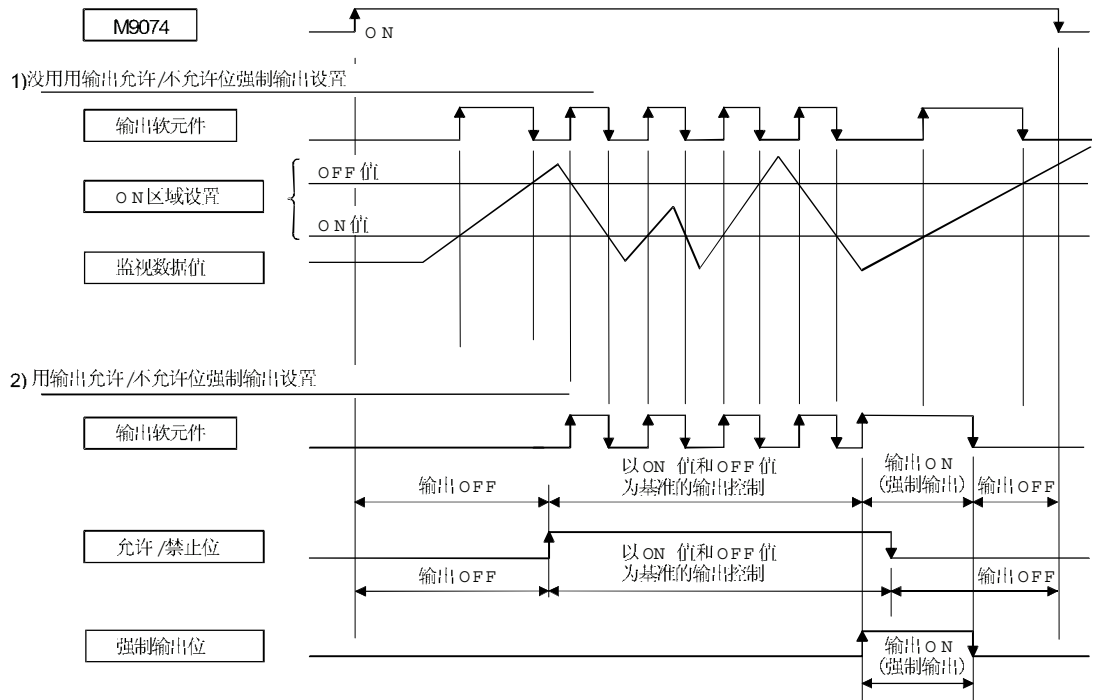 M9074
ON
1)没用用输出允许/不允许位强制输出设置
输出软元件
OFF值
ON区域设置
ON值
监视数据值
2) 用输出允许/不允许位强制输出设置
输出软元件
输出OFF
以ON 值和OFF值
为基准的输出控制
输出ON
(强制输出)
输出OFF
允许/禁止位
输出OFF
以ON 值和OFF值
为基准的输出控制
输出OFF
强制输出位
输出ON
(强制输出)